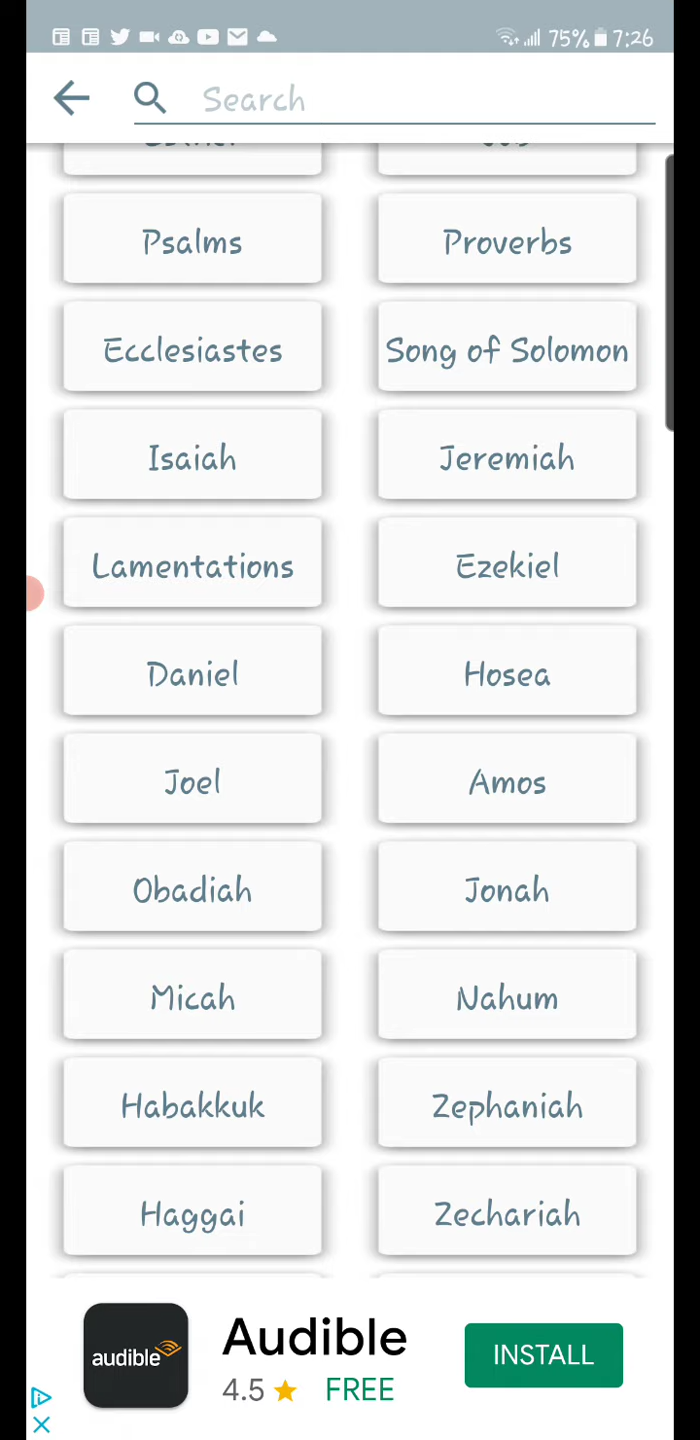 75% 7:26
Search
Psalms
Proverbs
Ecclesiastes
Song of Solomon
Isaiah
Jeremiah
Lamentations
Ezekiel
Daniel
Hosea
Joel
Amos
Obadiah
Jonah
Micah
Nahum
Habakkuk
Zephaniah
Haggai
Zechariah
audible
Audible
4.5 FREE
INSTALL